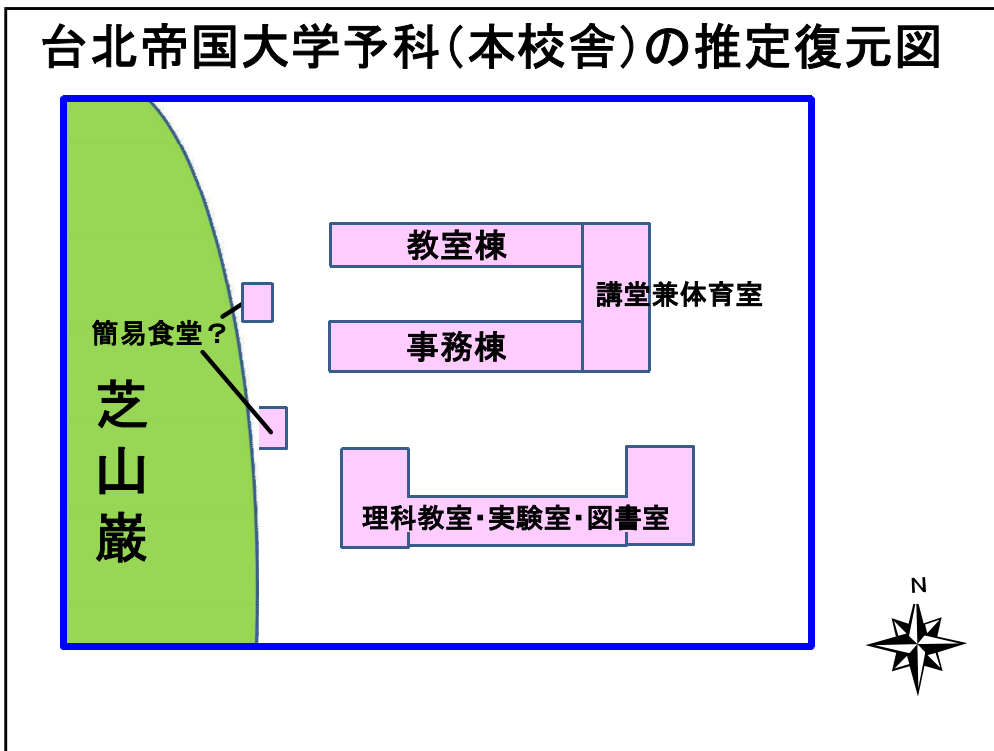 台北帝国大学予科（本校舎）の推定復元図
教室棟
講堂兼体育室
簡易食堂？
事務棟
芝山巌
理科教室・実験室・図書室
N